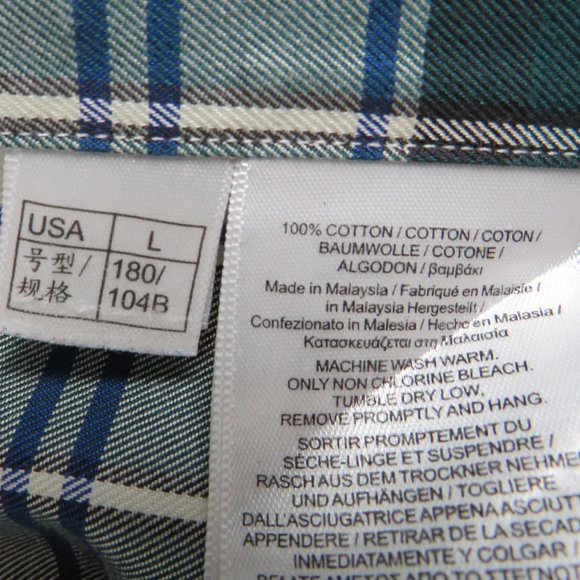 USA L
号型/ 180/
规格 104B
100% COTTON / COTTON / COTON /
BAUMWOLLE / COTONE /
ALGODON / βαμβάκι
Made in Malaysia / Fabriqué en Malaisie /
in Malaysia Hergesteilt /
Confezionato in Malesia / Hecho en Malasia /
Κατασκευάζεται στη Μαλαισία
MACHINE WASH WARM.
ONLY NON CHLORINE BLEACH.
TUMBLE DRY LOW,
REMOVE PROMPTLY AND HANG.
SORTIR PROMPTEMENT DU
SÈCHE-LINGE ET SUSPENDRE /
RASCH AUS DEM TROCKNER NEHMEN
UND AUFHÄNGEN / TOGLIERE
DALL'ASCIUGATRICE APPENA ASCIUTT
APPENDERE / RETIRAR DE LA SECAD
INMEDIATAMENTE Y COLGAR /